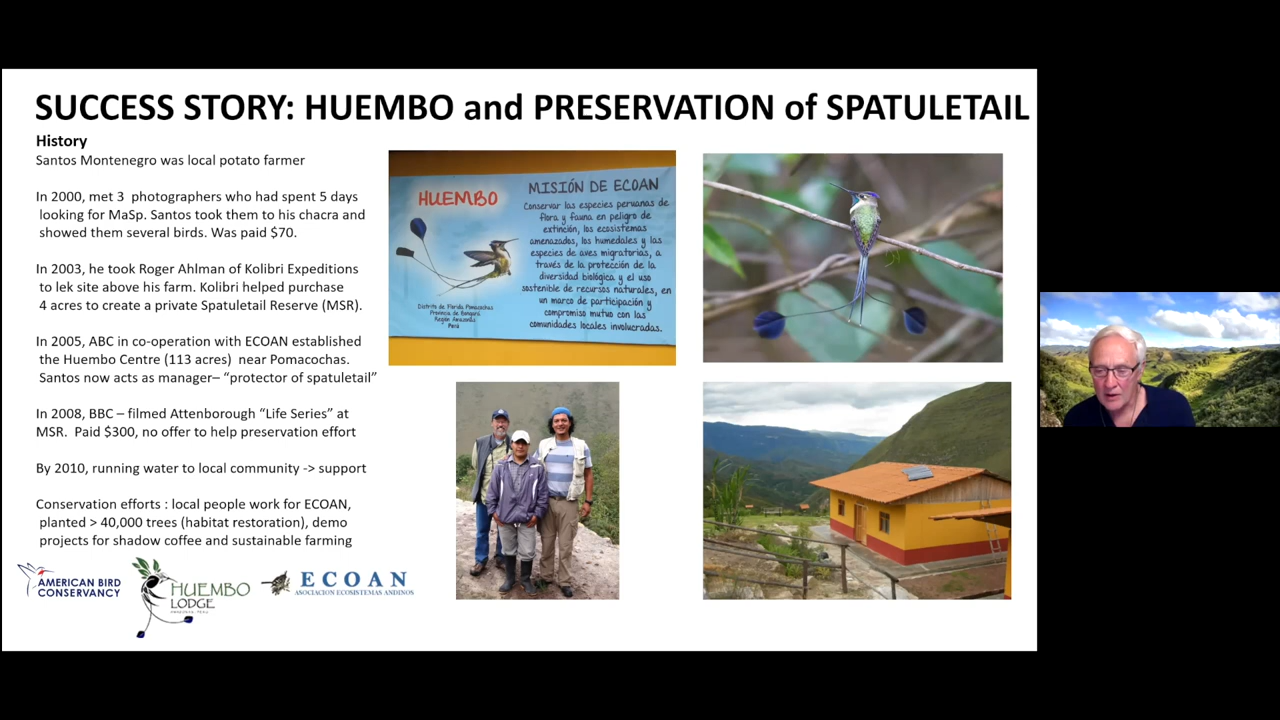 SUCCESS STORY: HUEMBO and PRESERVATION of SPATULETAIL
History
Santos Montenegro was local potato farmer
In 2000, met 3 photographers who had spent 5 days
looking for MaSp. Santos took them to his chacra and
showed them several birds. Was paid $70.
In 2003, he took Roger Ahlman of Kolibri Expeditions
to lek site above his farm. Kolibri helped purchase
4 acres to create a private Spatuletail Reserve (MSR).
In 2005, ABC in co-operation with ECOAN established
the Huembo Centre (113 acres) near Pomacochas.
Santos now acts as manager– “protector of spatuletail”
In 2008, BBC – filmed Attenborough “Life Series” at
MSR. Paid $300, no offer to help preservation effort
By 2010, running water to local community -> support
Conservation efforts : local people work for ECOAN,
planted > 40,000 trees (habitat restoration), demo
projects for shadow coffee and sustainable farming
AMERICAN BIRD
CONSERVANCY
HUEMBO
LODGE
AMAZONAS, PERU
ECOAN
ASOCIACION ECOSISTEMAS ANDINOS
HUEMBO
Distrito de Florida Pomacochas
Provincia de Bongará
Región Amazonas
Perú
MISIÓN DE ECOAN
Conservar las especies peruanas de
flora y fauna en peligro de
extinción, los ecosistemas
amenazados, los humedales y las
especies de aves migratorias, a
través de la protección de la
diversidad biológica y el uso
sostenible de recursos naturales, en
un marco de participación y
compromiso mutuo con las
comunidades locales involucradas.